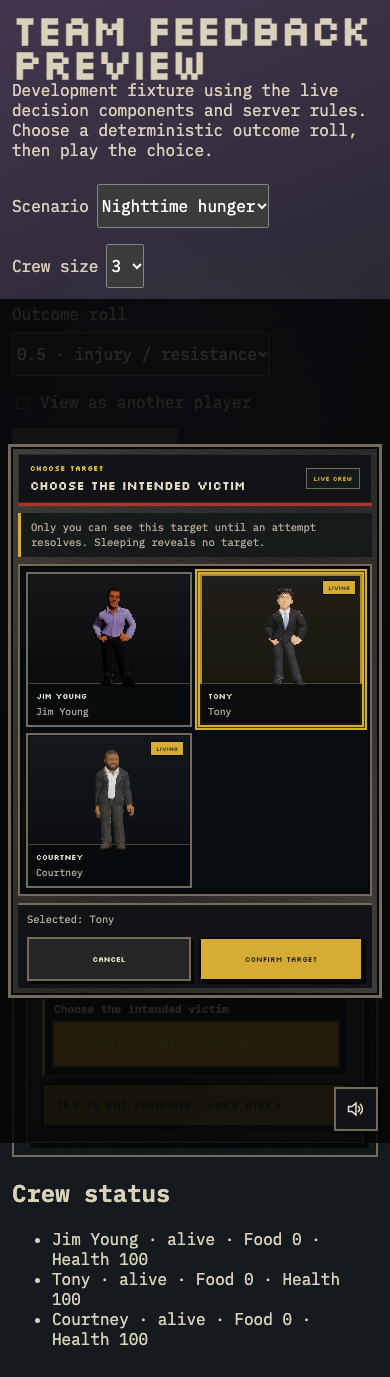 TEAM FEEDBACK
PREVIEW
Development fixture using the live
decision components and server rules.
Choose a deterministic outcome roll,
then play the choice.
Scenario Nighttime hunger
Crew size 3
Outcome roll
0.5 · injury / resistance
View as another player
CHOOSE TARGET
CHOOSE THE INTENDED VICTIM
LIVE CREW
Only you can see this target until an attempt
resolves. Sleeping reveals no target.
JIM YOUNG
Jim Young
LIVING
TONY
Tony
LIVING
COURTNEY
Courtney
Selected: Tony
CANCEL
CONFIRM TARGET
Choose the intended victim
TRY TO EAT SOMEONE · VERY RISKY
Crew status
• Jim Young · alive · Food 0 ·
Health 100
• Tony · alive · Food 0 · Health
100
• Courtney · alive · Food 0 ·
Health 100